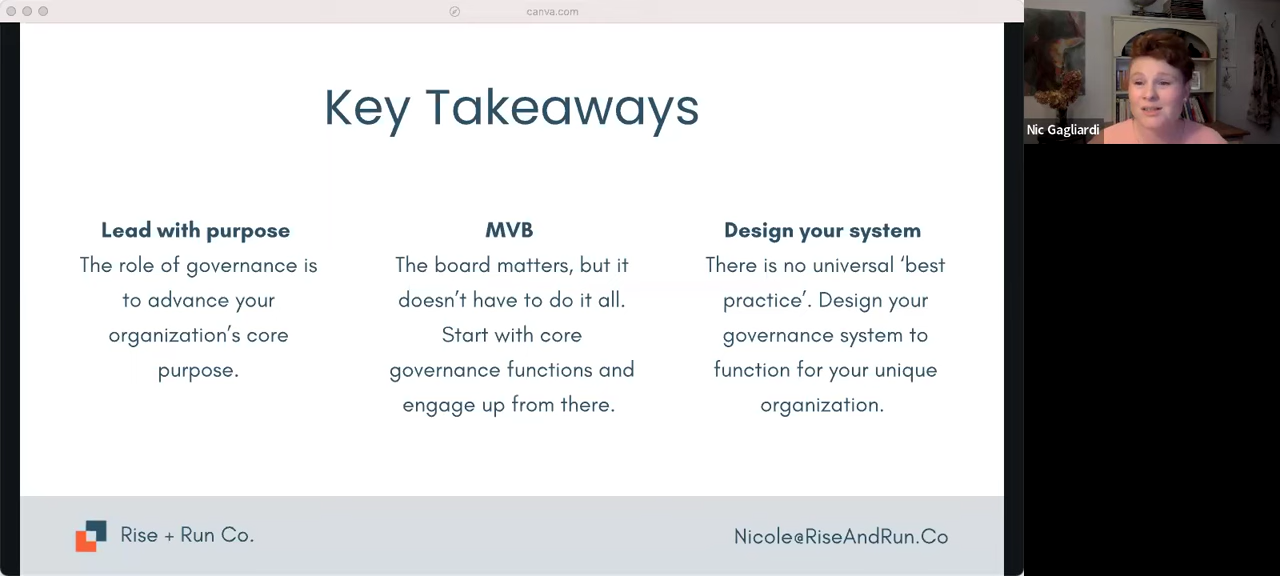 canva.com
Key Takeaways
Lead with purpose
The role of governance is
to advance your
organization's core
purpose.
MVB
The board matters, but it
doesn't have to do it all.
Start with core
governance functions and
engage up from there.
Design your system
There is no universal ‘best
practice’. Design your
governance system to
function for your unique
organization.
Rise + Run Co.
Nicole@RiseAndRun.Co
Nic Gagliardi